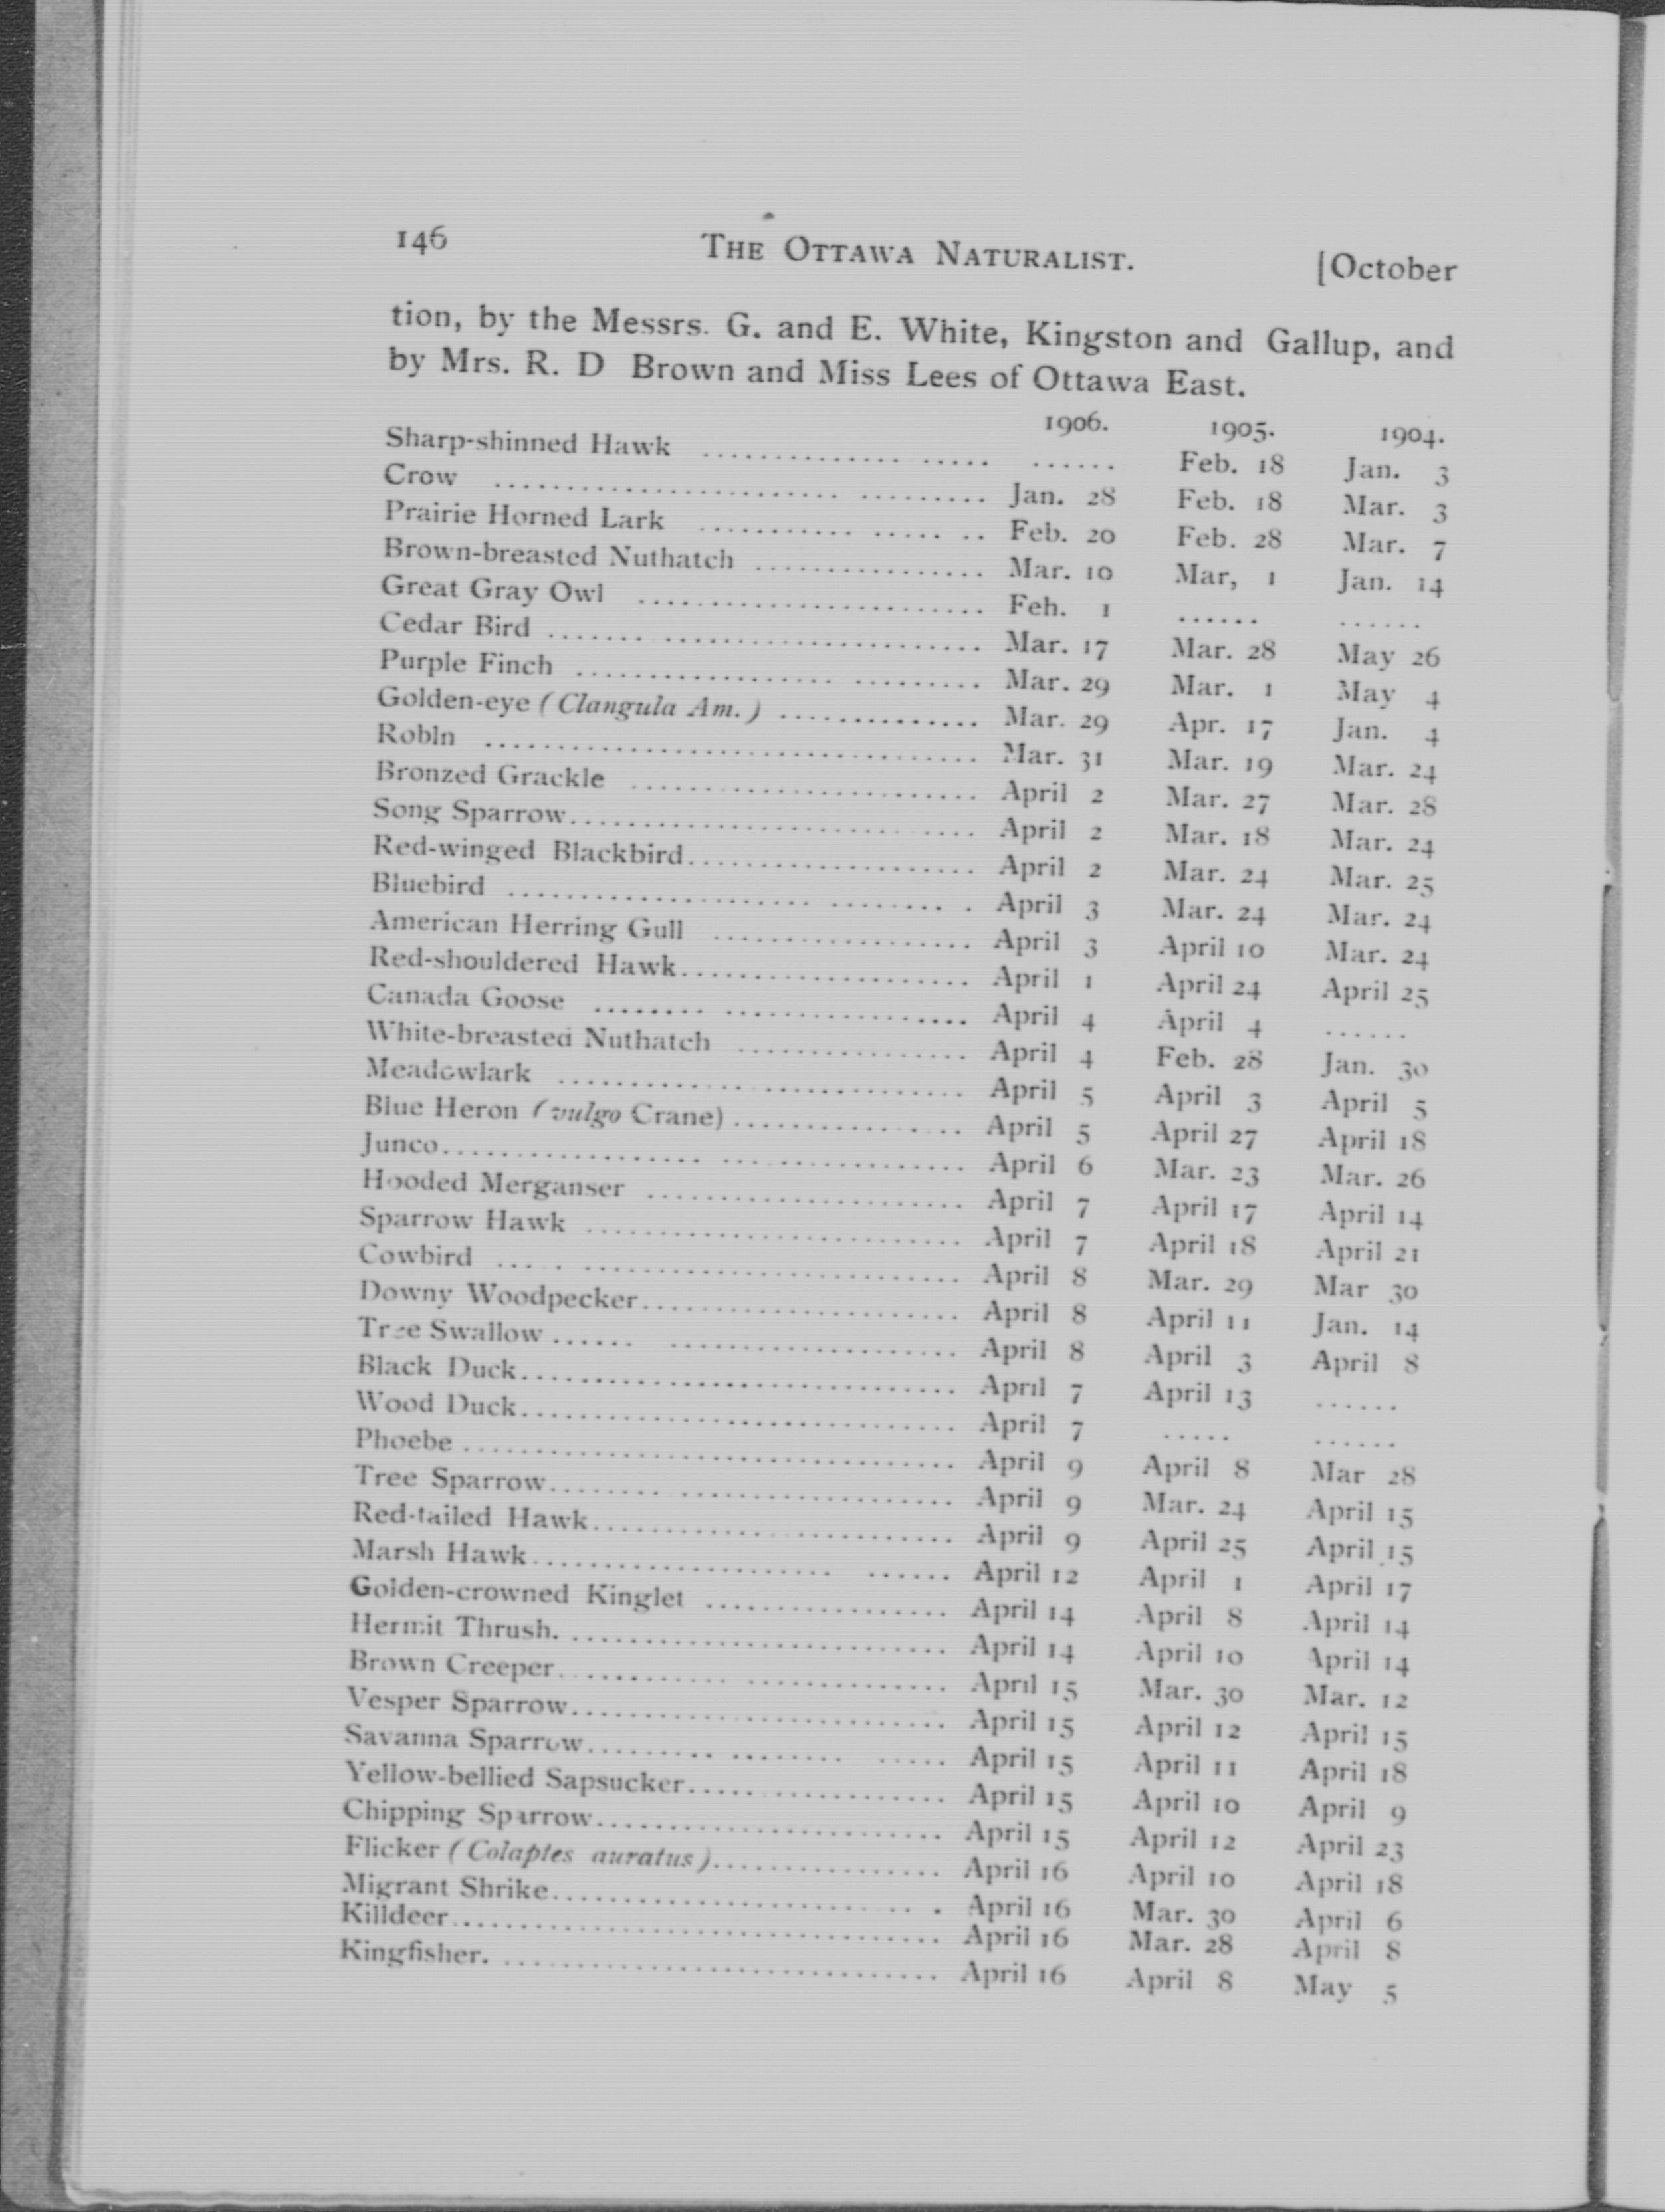 146 THE OTTAWA NATURALIST. [October
tion, by the Messrs. G. and E. White, Kingston and Gallup, and
by Mrs. R. D Brown and Miss Lees of Ottawa East.
1906. 1905. 1904.
Sharp-shinned Hawk ................... ...... Feb. 18 Jan. 3
Crow ................... Jan. 28 Feb. 18 Mar. 3
Prairie Horned Lark ................... Feb. 20 Feb. 28 Mar. 7
Brown-breasted Nuthatch ................ Mar. 10 Mar, 1 Jan. 14
Great Gray Owl ................... Feh. 1 ...... ......
Cedar Bird ................... Mar. 17 Mar. 28 May 26
Purple Finch ................... Mar. 29 Mar. 1 May 4
Golden-eye (Clangula Am.) .............. Mar. 29 Apr. 17 Jan. 4
Robin ................... Mar. 31 Mar. 19 Mar. 24
Bronzed Grackle ................... April 2 Mar. 27 Mar. 28
Song Sparrow................... April 2 Mar. 18 Mar. 24
Red-winged Blackbird................... April 2 Mar. 24 Mar. 25
Bluebird ................... April 3 Mar. 24 Mar. 24
American Herring Gull ................... April 3 April 10 Mar. 24
Red-shouldered Hawk................... April 1 April 24 April 25
Canada Goose ................... April 4 April 4 ......
White-breasted Nuthatch ................ April 4 Feb. 28 Jan. 30
Meadowlark ................... April 5 April 3 April 5
Blue Heron (vulgo Crane) ................ April 5 April 27 April 18
Junco................... April 6 Mar. 23 Mar. 26
Hooded Merganser ................... April 7 April 17 April 14
Sparrow Hawk ................... April 7 April 18 April 21
Cowbird ................... April 8 Mar. 29 Mar 30
Downy Woodpecker................... April 8 April 11 Jan. 14
Tree Swallow ................... April 8 April 3 April 8
Black Duck................... April 7 April 13 ......
Wood Duck................... April 7 ..... ......
Phoebe ................... April 9 April 8 Mar 28
Tree Sparrow................... April 9 Mar. 24 April 15
Red-tailed Hawk................... April 9 April 25 April 15
Marsh Hawk................... April 12 April 1 April 17
Golden-crowned Kinglet ................. April 14 April 8 April 14
Hermit Thrush. ................... April 14 April 10 April 14
Brown Creeper................... April 15 Mar. 30 Mar. 12
Vesper Sparrow................... April 15 April 12 April 15
Savanna Sparrow................... April 15 April 11 April 18
Yellow-bellied Sapsucker................... April 15 April 10 April 9
Chipping Sparrow................... April 15 April 12 April 23
Flicker (Colaptes auratus)................ April 16 April 10 April 18
Migrant Shrike................... April 16 Mar. 30 April 6
Killdeer................... April 16 Mar. 28 April 8
Kingfisher. ................... April 16 April 8 May 5